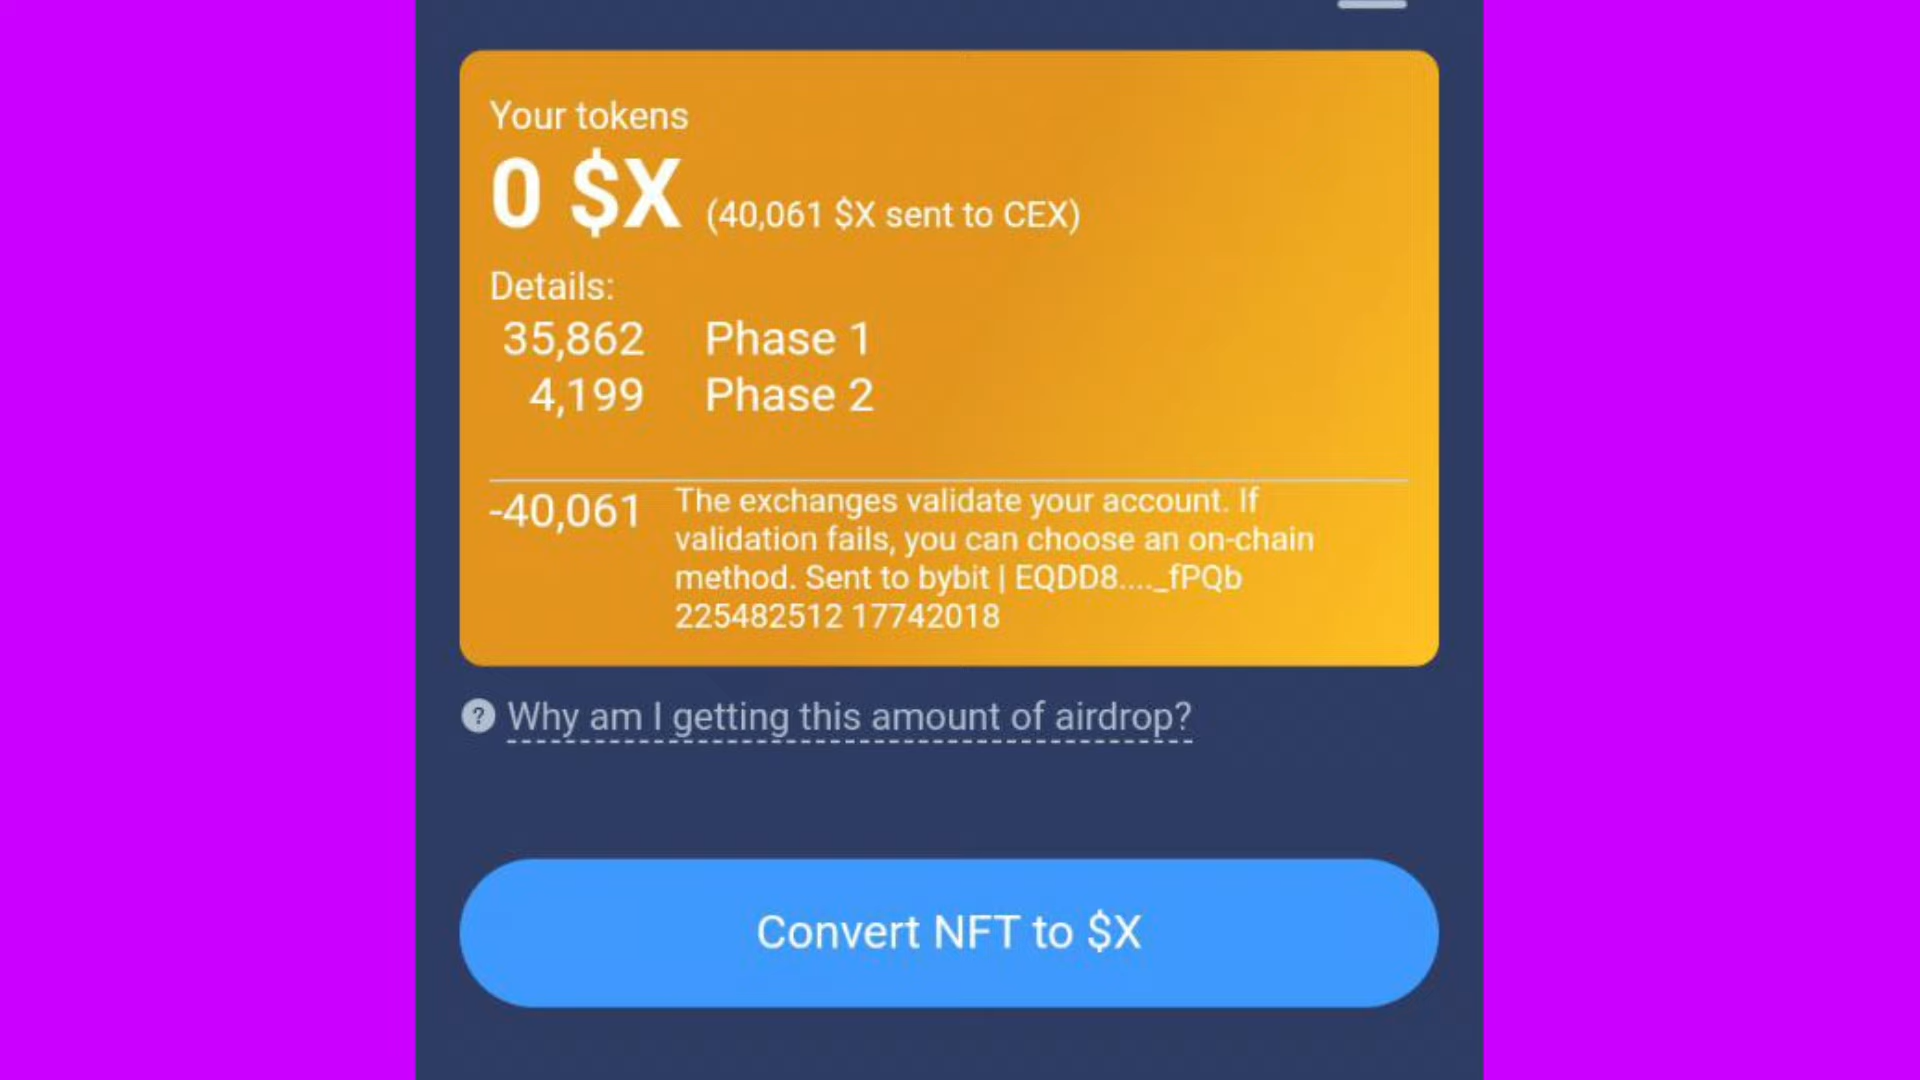 Your tokens
0 $X (40,061 $X sent to CEX)
Details:
35,862 Phase 1
4,199 Phase 2
-40,061 The exchanges validate your account. If
validation fails, you can choose an on-chain
method. Sent to bybit | EQDD8...._fPQb
225482512 17742018
? Why am I getting this amount of airdrop?
Convert NFT to $X